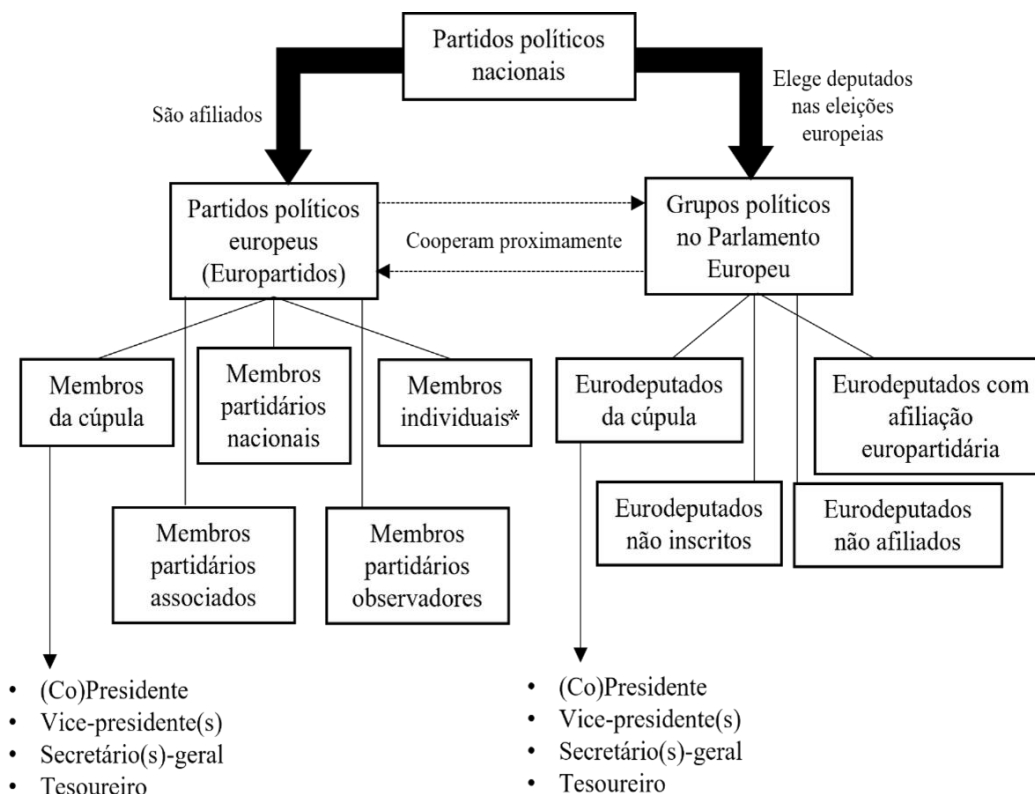 Partidos políticos
nacionais
São afiliados
Elege deputados
nas eleições
europeias
Partidos políticos
europeus
(Europartidos)
Cooperam proximamente
Grupos políticos
no Parlamento
Europeu
Membros
da cúpula
Membros
partidários
nacionais
Membros
individuais*
Eurodeputados
da cúpula
Eurodeputados com
afiliação
europartidária
Membros
partidários
associados
Membros
partidários
observadores
Eurodeputados
não inscritos
Eurodeputados
não afiliados
• (Co)Presidente
• Vice-presidente(s)
• Secretário(s)-geral
• Tesoureiro
• (Co)Presidente
• Vice-presidente(s)
• Secretário(s)-geral
• Tesoureiro